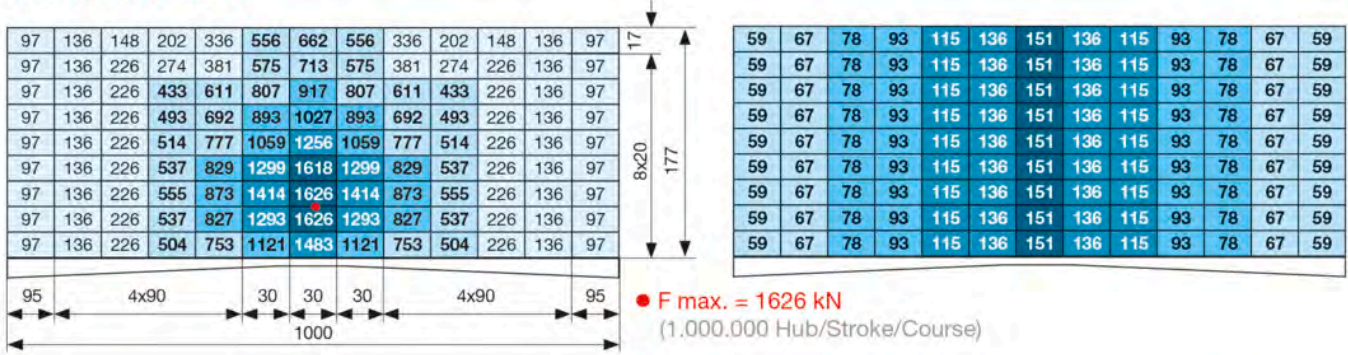 97 136 148 202 336 556 662 556 336 202 148 136 97
97 136 226 274 381 575 713 575 381 274 226 136 97
97 136 226 433 611 807 917 807 611 433 226 136 97
97 136 226 493 692 893 1027 893 692 493 226 136 97
97 136 226 514 777 1059 1256 1059 777 514 226 136 97
97 136 226 537 829 1299 1618 1299 829 537 226 136 97
97 136 226 555 873 1414 1626 1414 873 555 226 136 97
97 136 226 537 827 1293 1626 1293 827 537 226 136 97
97 136 226 504 753 1121 1483 1121 753 504 226 136 97
17
8x20
177
95 4x90 30 30 30 4x90 95
1000
59 67 78 93 115 136 151 136 115 93 78 67 59
59 67 78 93 115 136 151 136 115 93 78 67 59
59 67 78 93 115 136 151 136 115 93 78 67 59
59 67 78 93 115 136 151 136 115 93 78 67 59
59 67 78 93 115 136 151 136 115 93 78 67 59
59 67 78 93 115 136 151 136 115 93 78 67 59
59 67 78 93 115 136 151 136 115 93 78 67 59
59 67 78 93 115 136 151 136 115 93 78 67 59
59 67 78 93 115 136 151 136 115 93 78 67 59
F max. = 1626 kN
(1.000.000 Hub/Stroke/Course)